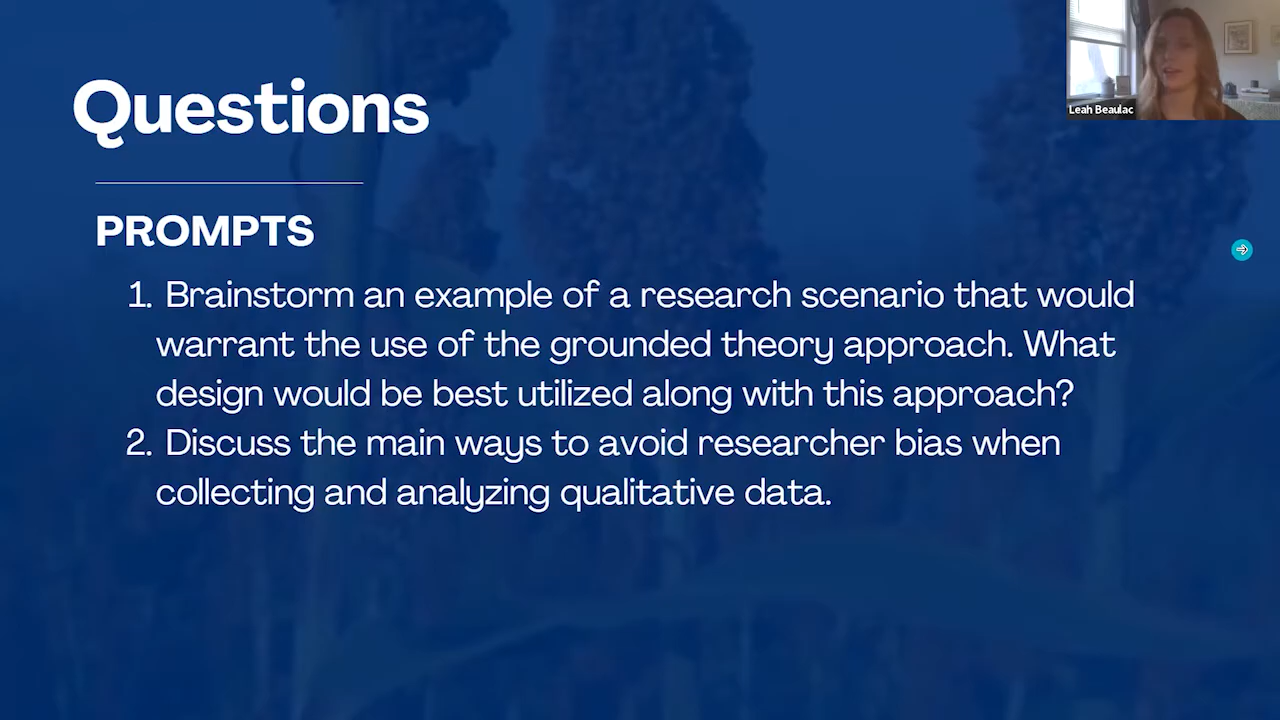 Questions
Leah Beaulac
PROMPTS
1. Brainstorm an example of a research scenario that would
warrant the use of the grounded theory approach. What
design would be best utilized along with this approach?
2. Discuss the main ways to avoid researcher bias when
collecting and analyzing qualitative data.